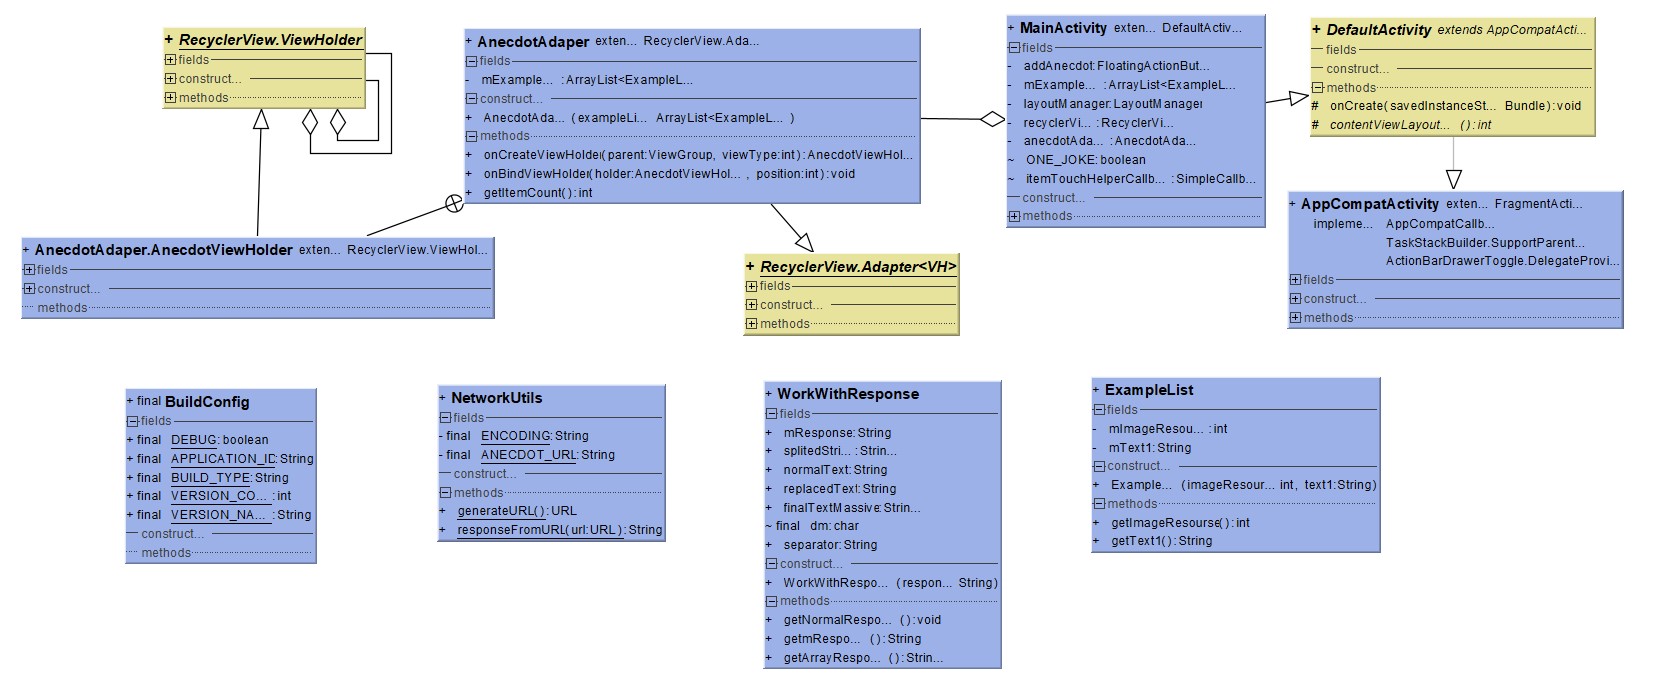 + RecyclerView.ViewHolder
fields
construct...
methods
AnecdotAdaper exten... RecyclerView.Ada...
fields
- mExample... : ArrayList<ExampleL...
construct...
+ AnecdotAda... (exampleLi... ArrayList<ExampleL... )
methods
+ onCreateViewHolder(parent:ViewGroup, viewType:int): AnecdotViewHol...
+ onBindViewHolder(holder:AnecdotViewHol... , position:int): void
+ getItemCount(): int
+ MainActivity exten... DefaultActiv...
fields
- addAnecdot: FloatingActionBut...
- mExample... : ArrayList<ExampleL...
- layoutManager: LayoutManager
- recyclerVi... : RecyclerVi...
- anecdotAda... : AnecdotAda...
~ ONE_JOKE: boolean
~ itemTouchHelperCallb... : SimpleCallb...
construct...
methods
+ DefaultActivity extends AppCompatActi...
fields
construct...
methods
# onCreate(savedInstanceSt... Bundle): void
# contentViewLayout... (): int
+ AnecdotAdaper.AnecdotViewHolder exten... RecyclerView.ViewHol...
fields
construct...
methods
+ RecyclerView.Adapter<VH>
fields
construct...
methods
+ AppCompatActivity exten... FragmentActi...
impleme... AppCompatCallb...
TaskStackBuilder.SupportParent...
ActionBarDrawerToggle.DelegateProvi...
fields
construct...
methods
+ final BuildConfig
fields
+ final DEBUG: boolean
+ final APPLICATION_ID: String
+ final BUILD_TYPE: String
+ final VERSION_CO... : int
+ final VERSION_NA... : String
construct...
methods
+ NetworkUtils
fields
- final ENCODING: String
- final ANECDOT_URL: String
construct...
methods
+ generateURL(): URL
+ responseFromURL(url:URL): String
+ WorkWithResponse
fields
+ mResponse: String
+ splitedStri... : Strin...
+ normalText: String
+ replacedText: String
+ finalTextMassive: Strin...
~ final dm: char
+ separator: String
construct...
+ WorkWithRespo... (respon... String)
methods
+ getNormalRespo... (): void
+ getmRespo... (): String
+ getArrayRespo... (): Strin...
+ ExampleList
fields
- mImageResou... : int
- mText1: String
construct...
+ Example... (imageResour... int, text1:String)
methods
+ getImageResourse(): int
+ getText1(): String